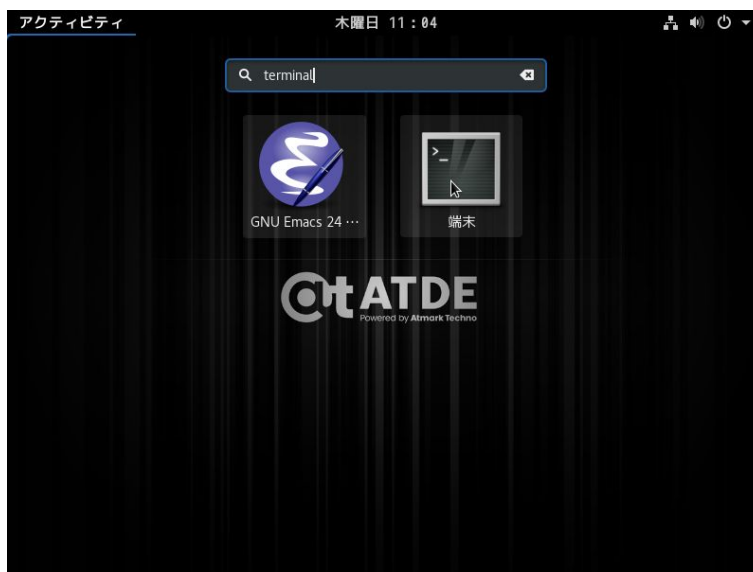 アクティビティ
木曜日 11：04
terminal
GNU Emacs 24 …
端末
@t ATDE
Powered by Atmark Techno